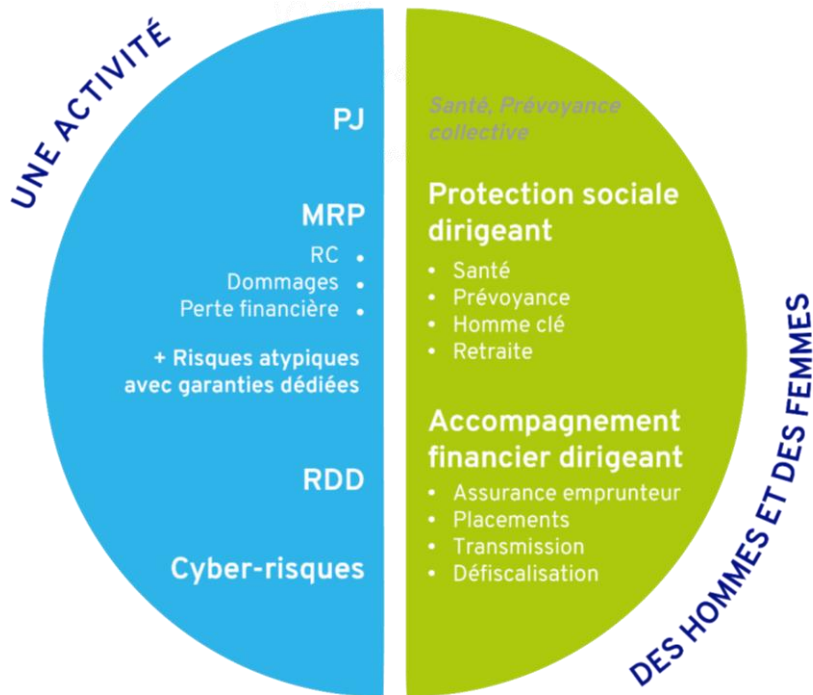 UNE ACTIVITÉ
PJ
MRP
RC •
Dommages •
Perte financière •
+ Risques atypiques
avec garanties dédiées
RDD
Cyber-risques
Santé, Prévoyance
collective
Protection sociale
dirigeant
• Santé
• Prévoyance
• Homme clé
• Retraite
Accompagnement
financier dirigeant
• Assurance emprunteur
• Placements
• Transmission
• Défiscalisation
DES HOMMES ET DES FEMMES